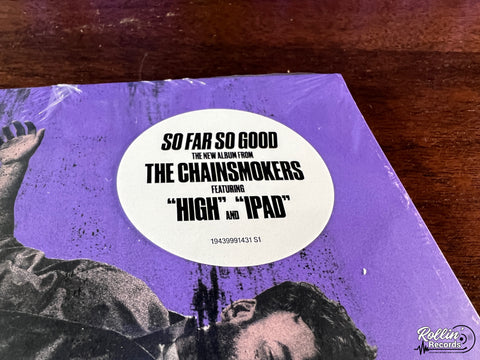 SO FAR SO GOOD
THE NEW ALBUM FROM
THE CHAINSMOKERS
FEATURING
"HIGH" AND "IPAD"
19439991431 S1
Rollin'
Records